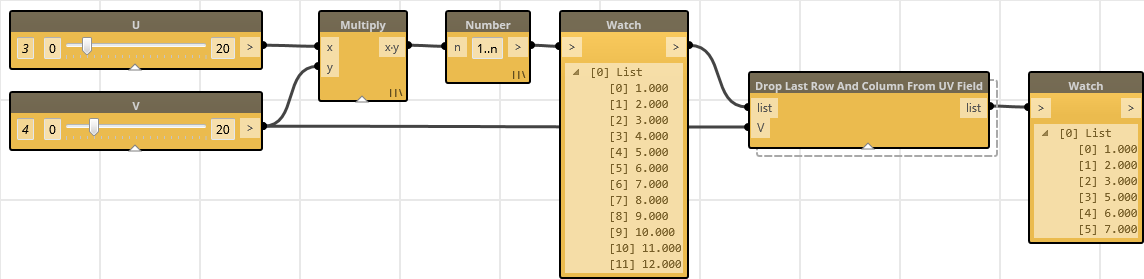 U
3 0 20 >
V
4 0 20 >
Multiply
x x·y
y
Number
n 1..n >
Watch
> >
[0] List
[0] 1.000
[1] 2.000
[2] 3.000
[3] 4.000
[4] 5.000
[5] 6.000
[6] 7.000
[7] 8.000
[8] 9.000
[9] 10.000
[10] 11.000
[11] 12.000
Drop Last Row And Column From UV Field
list list
V
Watch
> >
[0] List
[0] 1.000
[1] 2.000
[2] 3.000
[3] 5.000
[4] 6.000
[5] 7.000